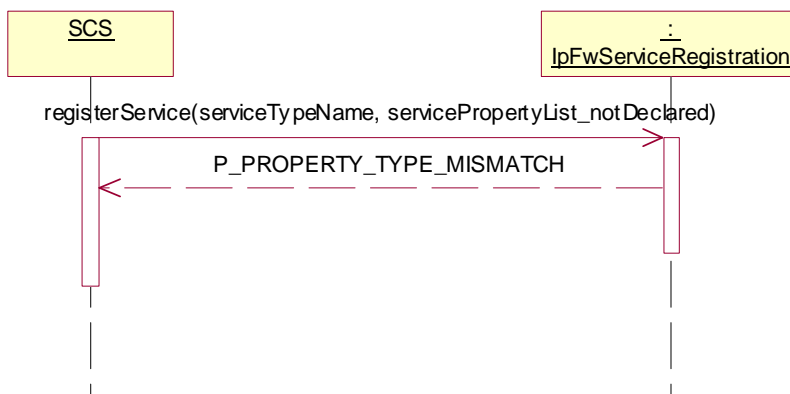 SCS
:
IpFwServiceRegistration
registerService(serviceTypeName, servicePropertyList_notDeclared)
P_PROPERTY_TYPE_MISMATCH